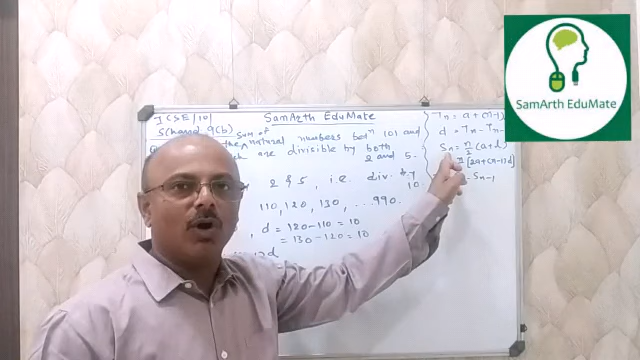 ICSE/10
SamArth EduMate
S Chand 9(b)
Sum of
the natural numbers betⁿ 101 and
which are divisible by both
2 and 5.
2 & 5, i.e. div. by
10.
110, 120, 130, ...990.
d = 120-110 = 10
= 130-120 = 10
Tn = a + (n-1)
d = Tn - Tn-
Sn = n/2 (a+l)
= n/2 [2a+(n-1)d]
- Sn-1
SamArth EduMate